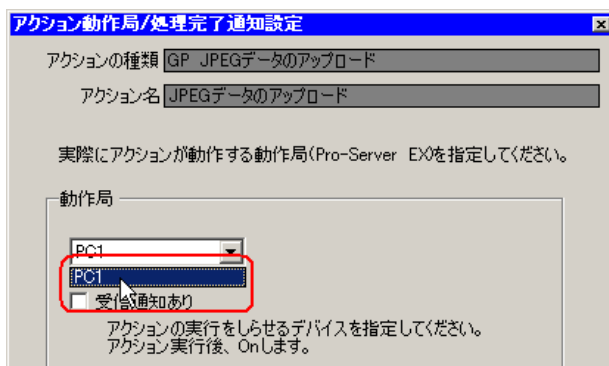 アクション動作局/処理完了通知設定
アクションの種類 GP JPEGデータのアップロード
アクション名 JPEGデータのアップロード
実際にアクションが動作する動作局(Pro-Server EX)を指定してください。
動作局
PC1
PC1
受信通知あり
アクションの実行をしらせるデバイスを指定してください。
アクション実行後、Onします。